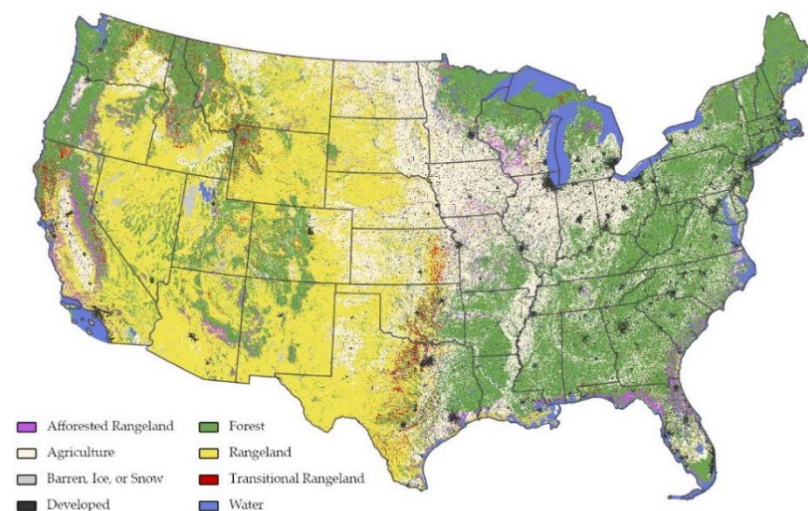 Afforested Rangeland
Agriculture
Barren, Ice, or Snow
Developed
Forest
Rangeland
Transitional Rangeland
Water